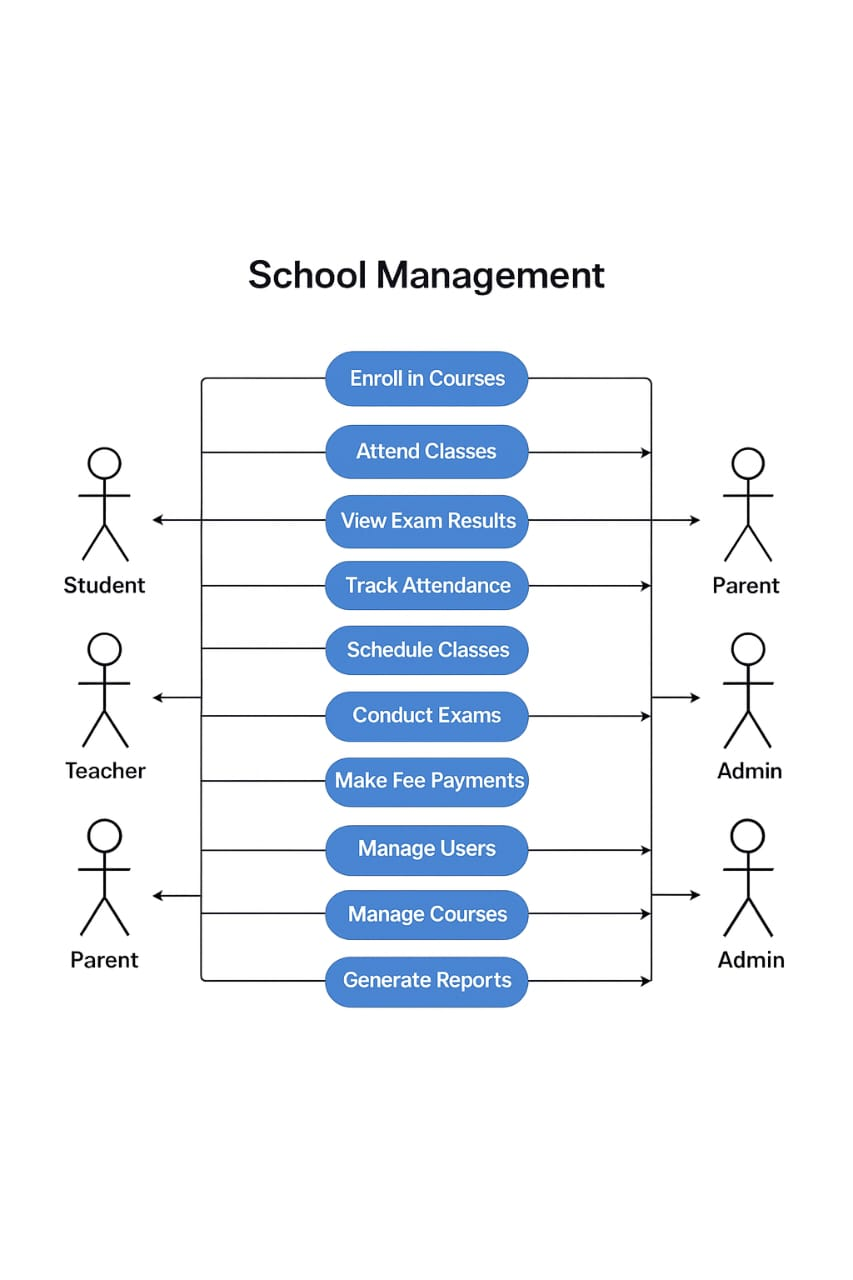 School Management
Enroll in Courses
Attend Classes
View Exam Results
Track Attendance
Schedule Classes
Conduct Exams
Make Fee Payments
Manage Users
Manage Courses
Generate Reports
Student
Teacher
Parent
Parent
Admin
Admin